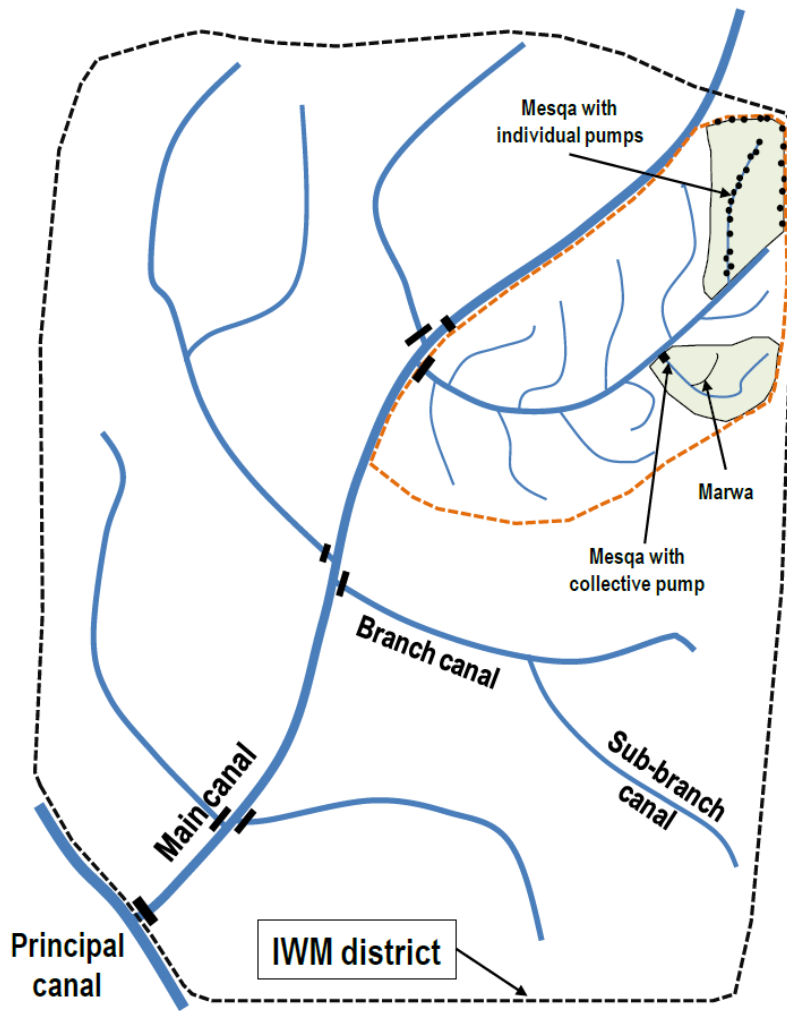 Mesqa with
individual pumps
Marwa
Mesqa with
collective pump
Branch canal
Sub-branch
canal
Main canal
Principal
canal
IWM district